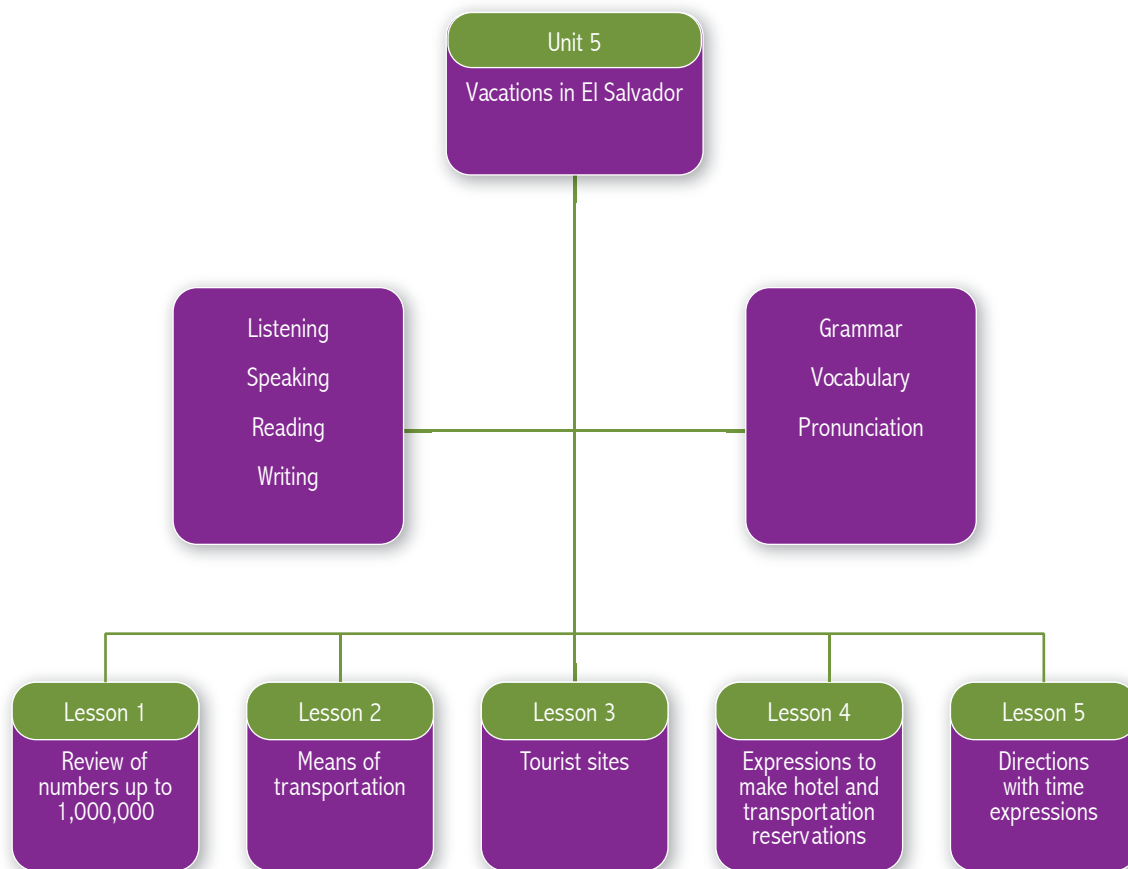 Unit 5
Vacations in El Salvador
Listening
Speaking
Reading
Writing
Grammar
Vocabulary
Pronunciation
Lesson 1
Review of
numbers up to
1,000,000
Lesson 2
Means of
transportation
Lesson 3
Tourist sites
Lesson 4
Expressions to
make hotel and
transportation
reservations
Lesson 5
Directions
with time
expressions